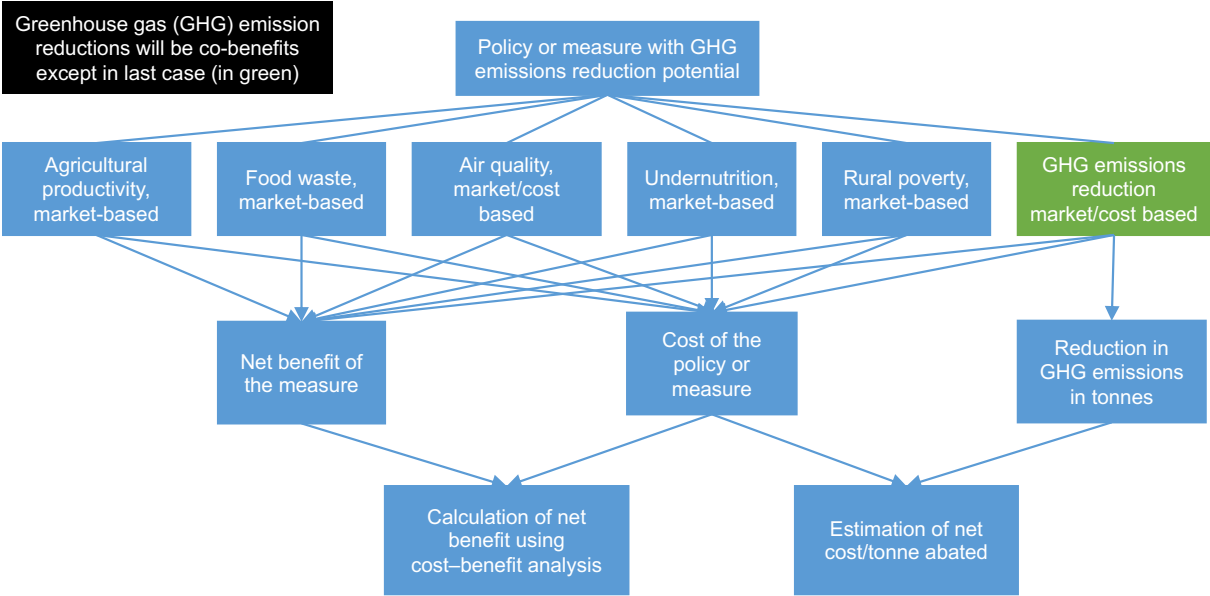 Greenhouse gas (GHG) emission
reductions will be co-benefits
except in last case (in green)
Policy or measure with GHG
emissions reduction potential
Agricultural
productivity,
market-based
Food waste,
market-based
Air quality,
market/cost
based
Undernutrition,
market-based
Rural poverty,
market-based
GHG emissions
reduction
market/cost based
Net benefit of
the measure
Cost of the
policy or
measure
Reduction in
GHG emissions
in tonnes
Calculation of net
benefit using
cost–benefit analysis
Estimation of net
cost/tonne abated